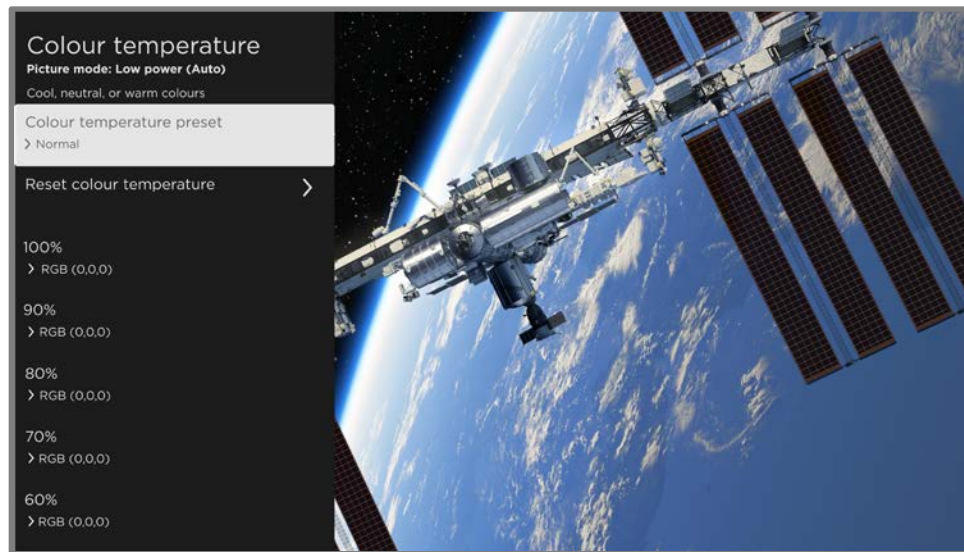 Colour temperature
Picture mode: Low power (Auto)
Cool, neutral, or warm colours
Colour temperature preset
Normal
Reset colour temperature
100%
RGB (0,0,0)
90%
RGB (0,0,0)
80%
RGB (0,0,0)
70%
RGB (0,0,0)
60%
RGB (0,0,0)